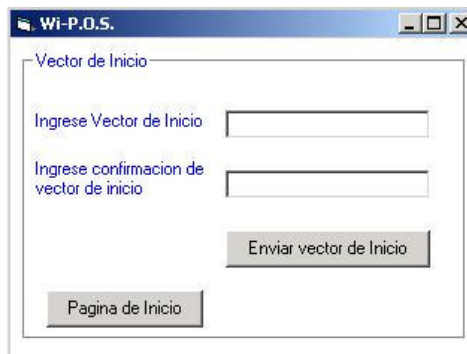 Wi-P.O.S.
Vector de Inicio
Ingrese Vector de Inicio
Ingrese confirmacion de
vector de inicio
Enviar vector de Inicio
Pagina de Inicio